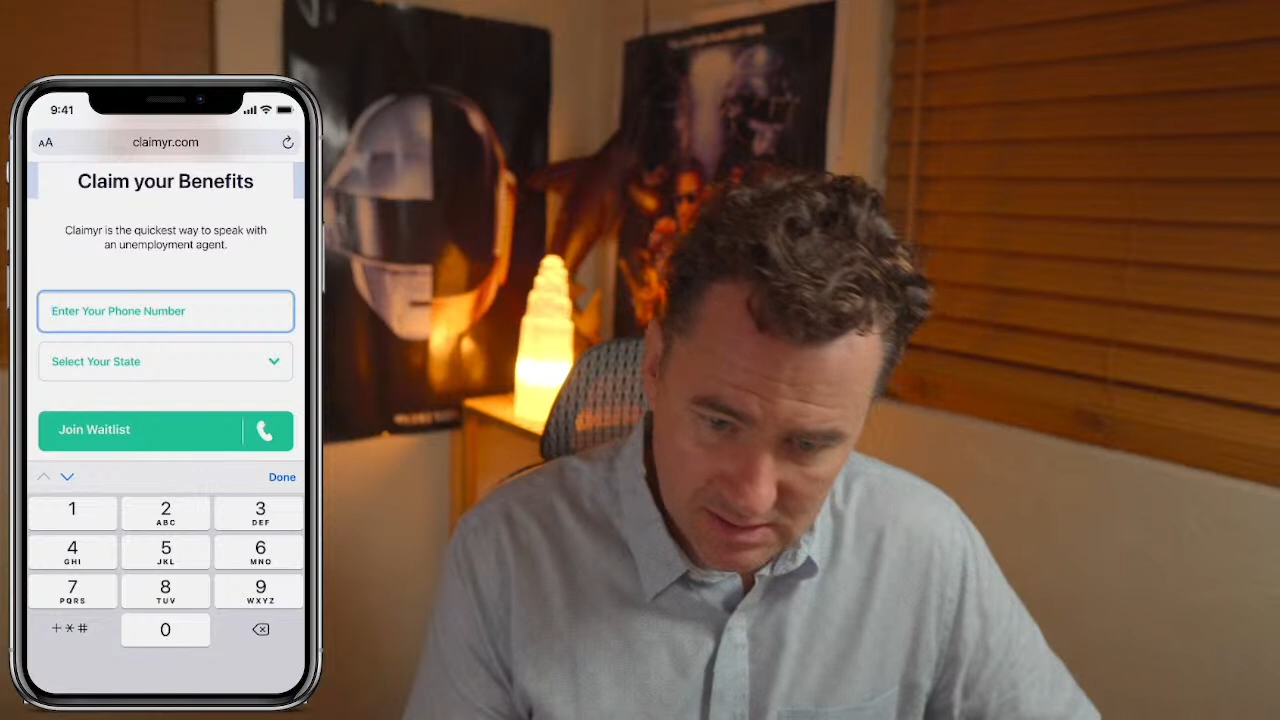 9:41
AA
claimyr.com
Claim your Benefits
Claimyr is the quickest way to speak with
an unemployment agent.
Enter Your Phone Number
Select Your State
Join Waitlist
Done
1
2
3
ABC
DEF
4
5
6
GHI
JKL
MNO
7
8
9
PQRS
TUV
WXYZ
+*#
0